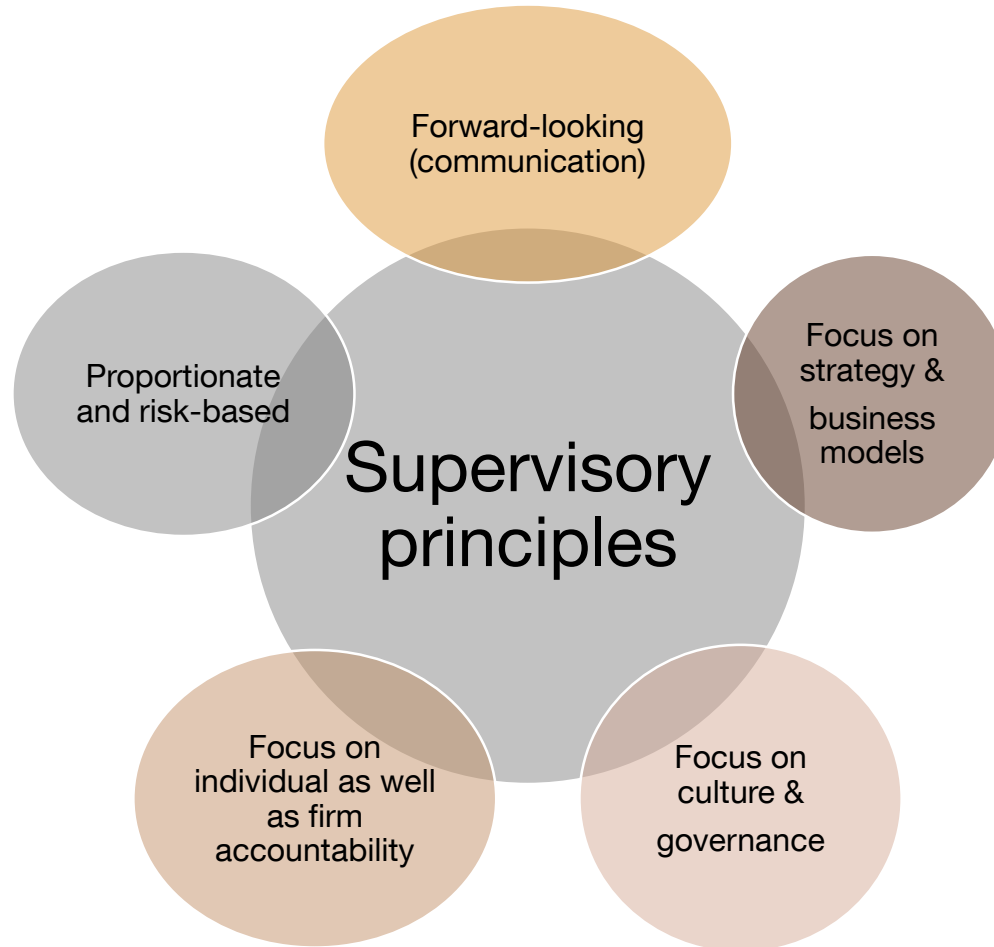 Forward-looking
(communication)
Focus on
strategy &
business
models
Proportionate
and risk-based
Supervisory
principles
Focus on
individual as well
as firm
accountability
Focus on
culture &
governance